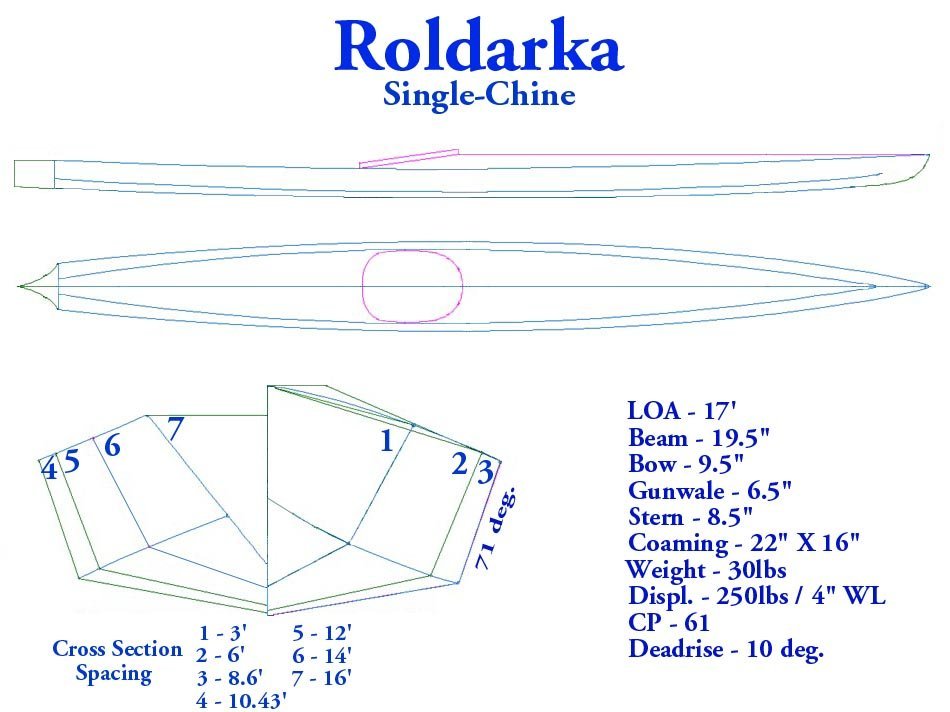 Roldarka
Single-Chine
4 5 6 7 1 2 3
71 deg.
LOA - 17'
Beam - 19.5"
Bow - 9.5"
Gunwale - 6.5"
Stern - 8.5"
Coaming - 22" X 16"
Weight - 30lbs
Displ. - 250lbs / 4" WL
CP - 61
Deadrise - 10 deg.
Cross Section
Spacing
1 - 3' 5 - 12'
2 - 6' 6 - 14'
3 - 8.6' 7 - 16'
4 - 10.43'